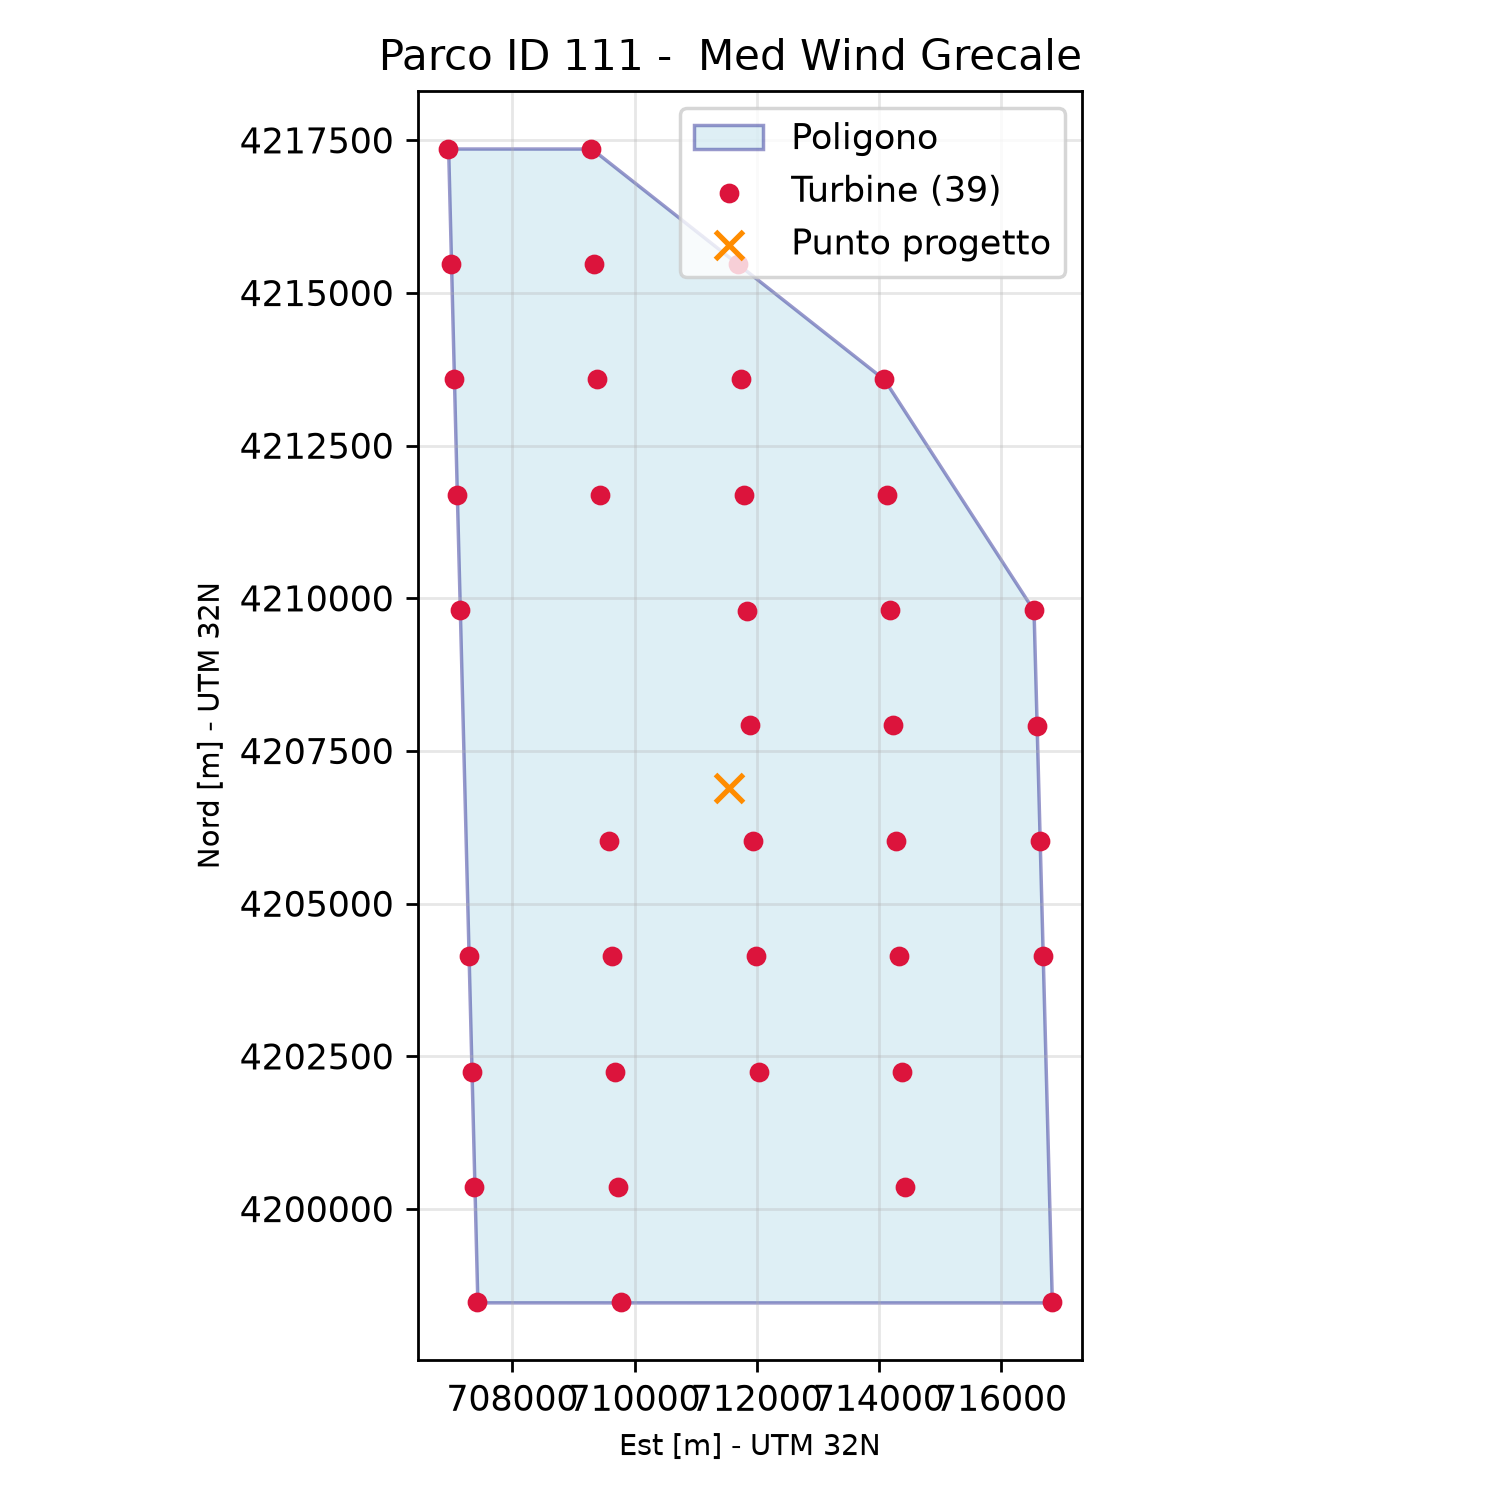 Parco ID 111 -  Med Wind Grecale
Poligono
Turbine (39)
Punto progetto
4217500
4215000
4212500
4210000
4207500
4205000
4202500
4200000
Nord [m] - UTM 32N
708000
710000
712000
714000
716000
Est [m] - UTM 32N